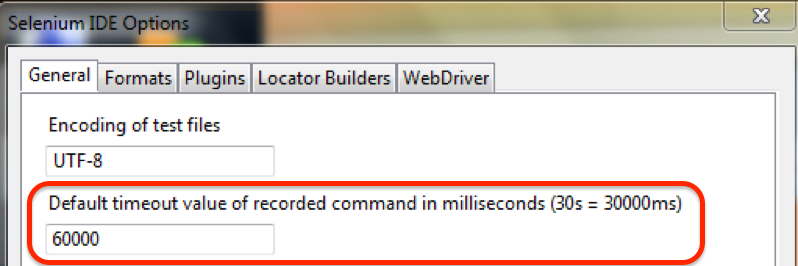 Selenium IDE Options
General Formats Plugins Locator Builders WebDriver
Encoding of test files
UTF-8
Default timeout value of recorded command in milliseconds (30s = 30000ms)
60000